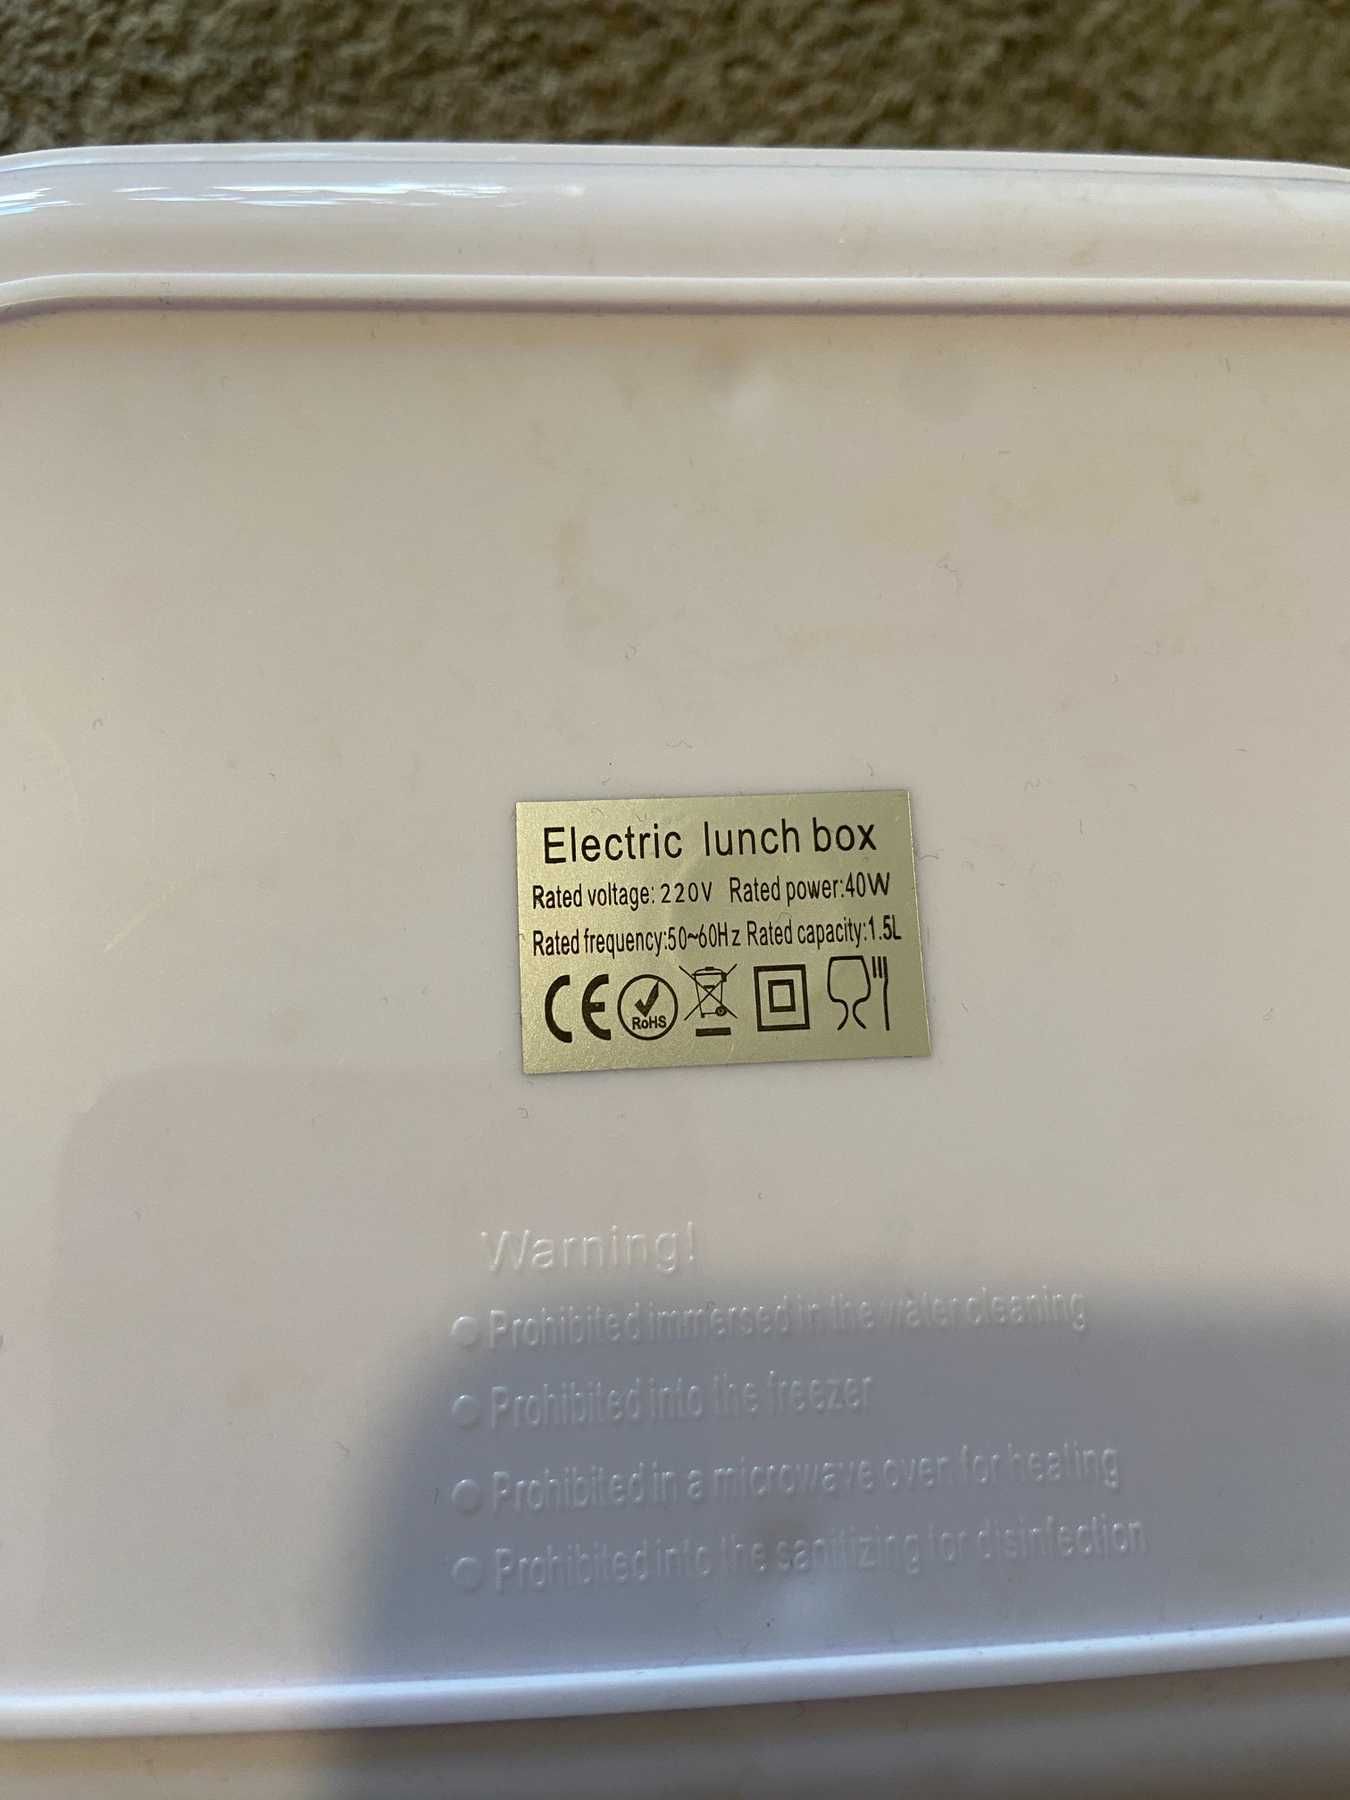 Electric lunch box
Rated voltage: 220V Rated power:40W
Rated frequency:50~60Hz Rated capacity:1.5L
CE RoHS
Warning!
Prohibited immersed in the water cleaning
Prohibited into the freezer
Prohibited in a microwave oven for heating
Prohibited into the sanitizing for disinfection